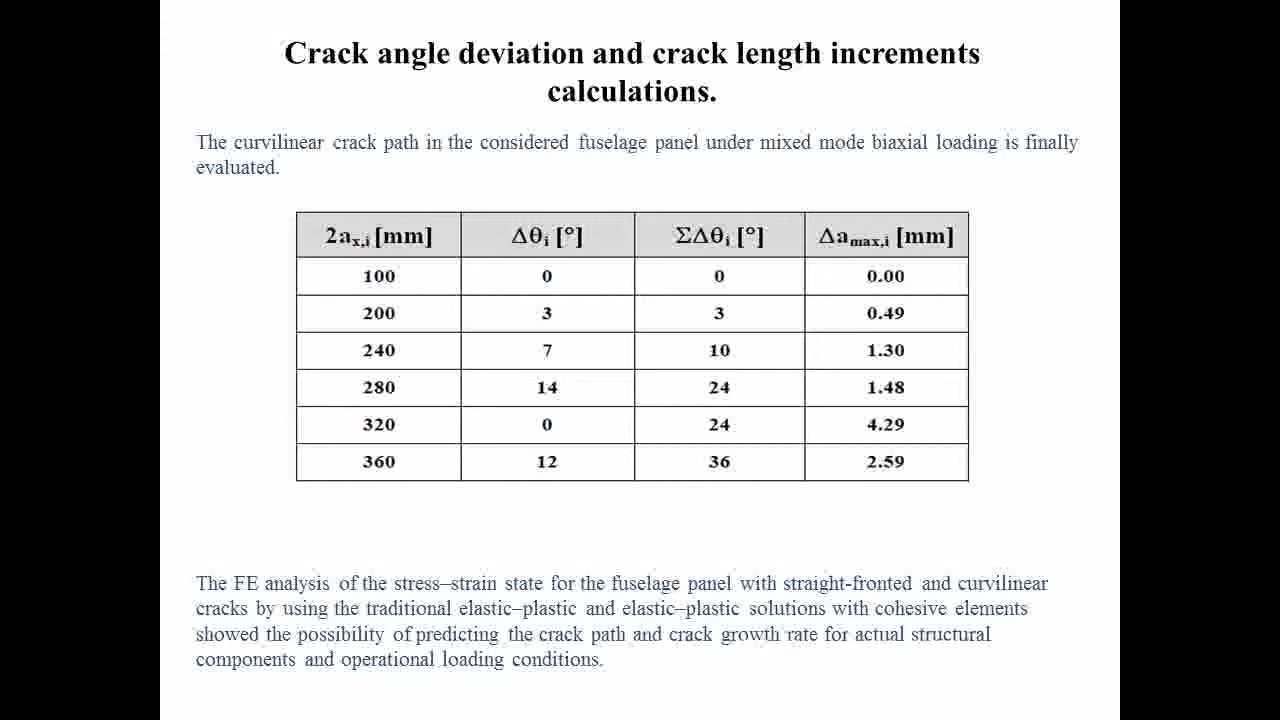 Crack angle deviation and crack length increments
calculations.
The curvilinear crack path in the considered fuselage panel under mixed mode biaxial loading is finally
evaluated.
2aₓ,ᵢ [mm] Δθᵢ [°] ΣΔθᵢ [°] Δamax,i [mm]
100 0 0 0.00
200 3 3 0.49
240 7 10 1.30
280 14 24 1.48
320 0 24 4.29
360 12 36 2.59
The FE analysis of the stress–strain state for the fuselage panel with straight-fronted and curvilinear
cracks by using the traditional elastic–plastic and elastic–plastic solutions with cohesive elements
showed the possibility of predicting the crack path and crack growth rate for actual structural
components and operational loading conditions.